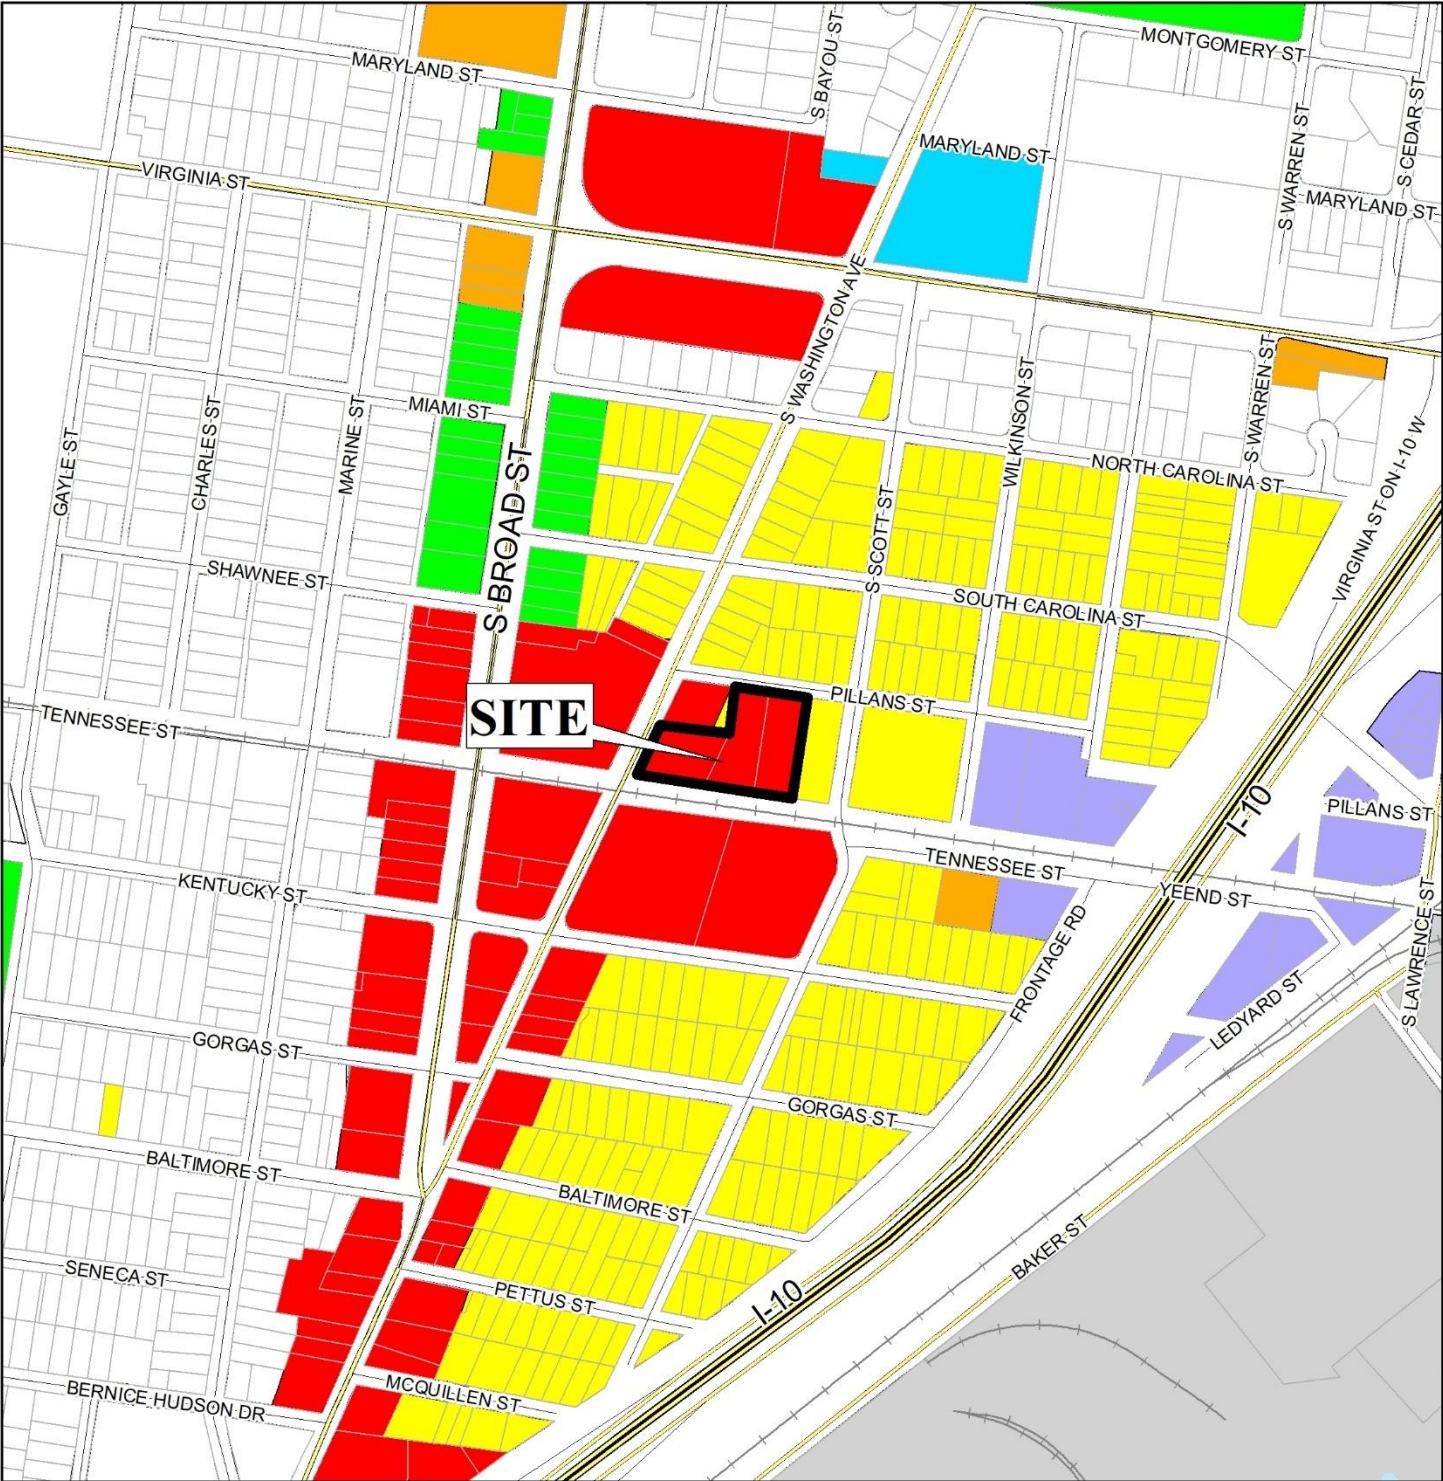 MONTGOMERY ST
MARYLAND ST
S BAYOU ST
S CEDAR ST
S WARREN ST
MARYLAND ST
VIRGINIA ST
MARYLAND ST
S WASHINGTON AVE
WILKINSON ST
S WARREN ST
MIAMI ST
GAYLE ST
CHARLES ST
MARINE ST
S BROAD ST
NORTH CAROLINA ST
VIRGINIA ST ON I-10 W
S SCOTT ST
SHAWNEE ST
SOUTH CAROLINA ST
SITE
PILLANS ST
TENNESSEE ST
I-10
PILLANS ST
TENNESSEE ST
KENTUCKY ST
YEEND ST
FRONTAGE RD
S LAWRENCE ST
LEDYARD ST
GORGAS ST
GORGAS ST
BALTIMORE ST
BALTIMORE ST
BAKER ST
SENECA ST
PETTUS ST
I-10
BERNICE HUDSON DR
MCQUILLEN ST